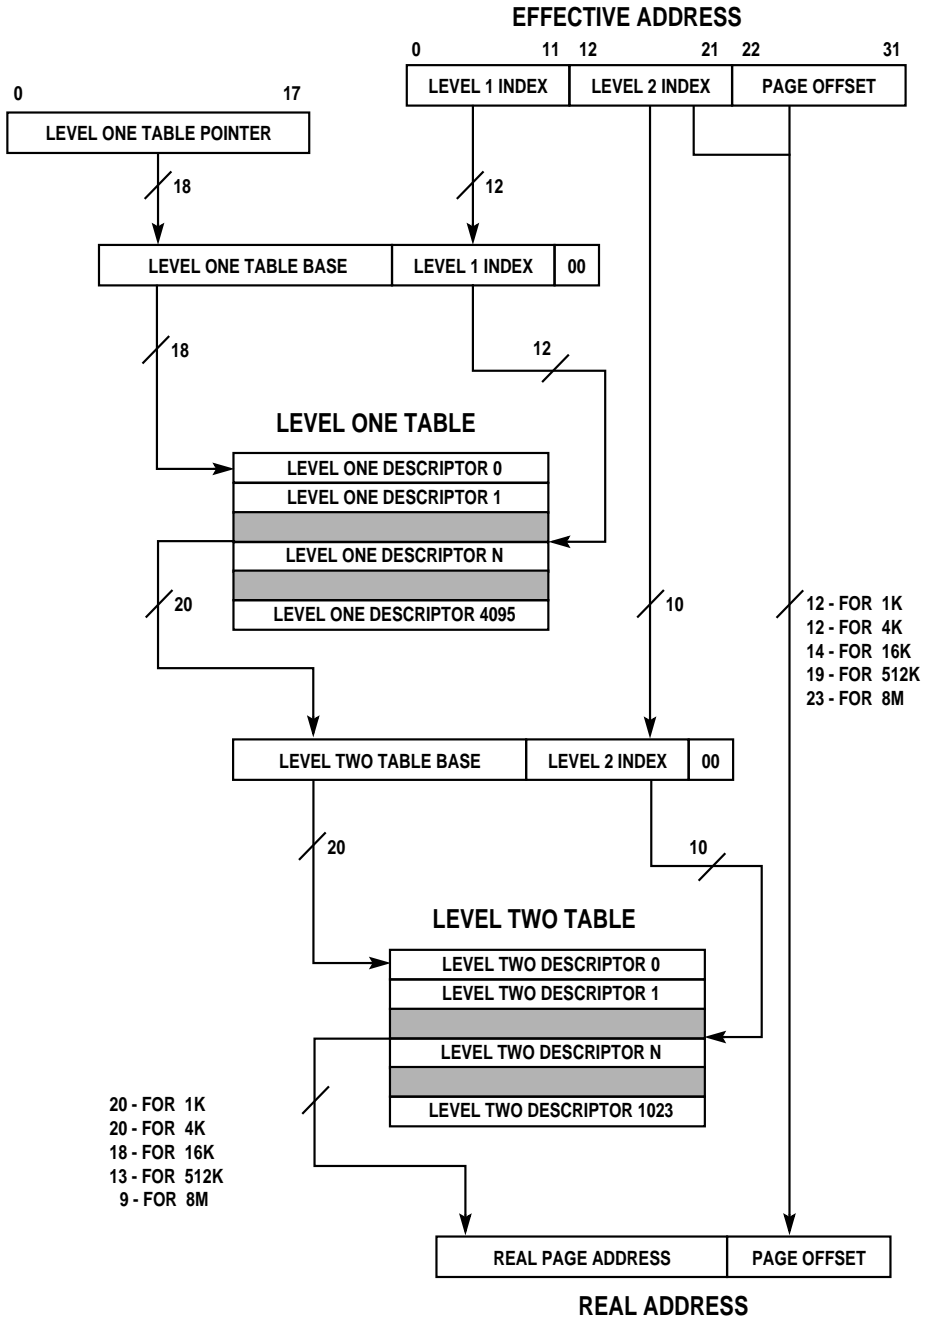 EFFECTIVE ADDRESS
0 11 12 21 22 31
LEVEL 1 INDEX LEVEL 2 INDEX PAGE OFFSET
0 17
LEVEL ONE TABLE POINTER
18
12
LEVEL ONE TABLE BASE LEVEL 1 INDEX 00
18
12
LEVEL ONE TABLE
LEVEL ONE DESCRIPTOR 0
LEVEL ONE DESCRIPTOR 1
LEVEL ONE DESCRIPTOR N
LEVEL ONE DESCRIPTOR 4095
20
10
12 - FOR 1K
12 - FOR 4K
14 - FOR 16K
19 - FOR 512K
23 - FOR 8M
LEVEL TWO TABLE BASE LEVEL 2 INDEX 00
20
10
LEVEL TWO TABLE
LEVEL TWO DESCRIPTOR 0
LEVEL TWO DESCRIPTOR 1
LEVEL TWO DESCRIPTOR N
LEVEL TWO DESCRIPTOR 1023
20 - FOR 1K
20 - FOR 4K
18 - FOR 16K
13 - FOR 512K
9 - FOR 8M
REAL PAGE ADDRESS PAGE OFFSET
REAL ADDRESS